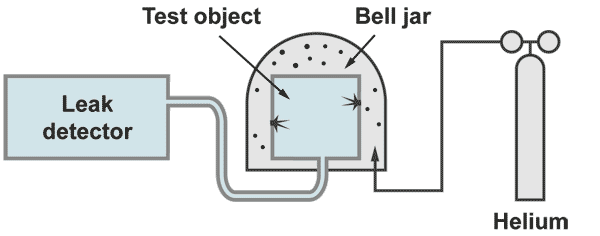 Test object
Bell jar
Leak
detector
Helium